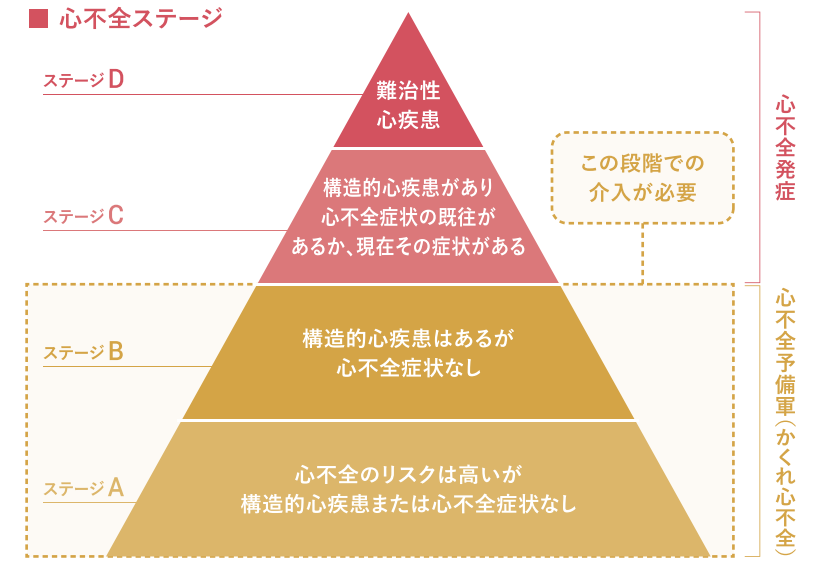 心不全ステージ
ステージD
難治性
心疾患
ステージC
構造的心疾患があり
心不全症状の既往が
あるか、現在その症状がある
この段階での
介入が必要
心不全発症
ステージB
構造的心疾患はあるが
心不全症状なし
ステージA
心不全のリスクは高いが
構造的心疾患または心不全症状なし
心不全予備軍(かくれ心不全)